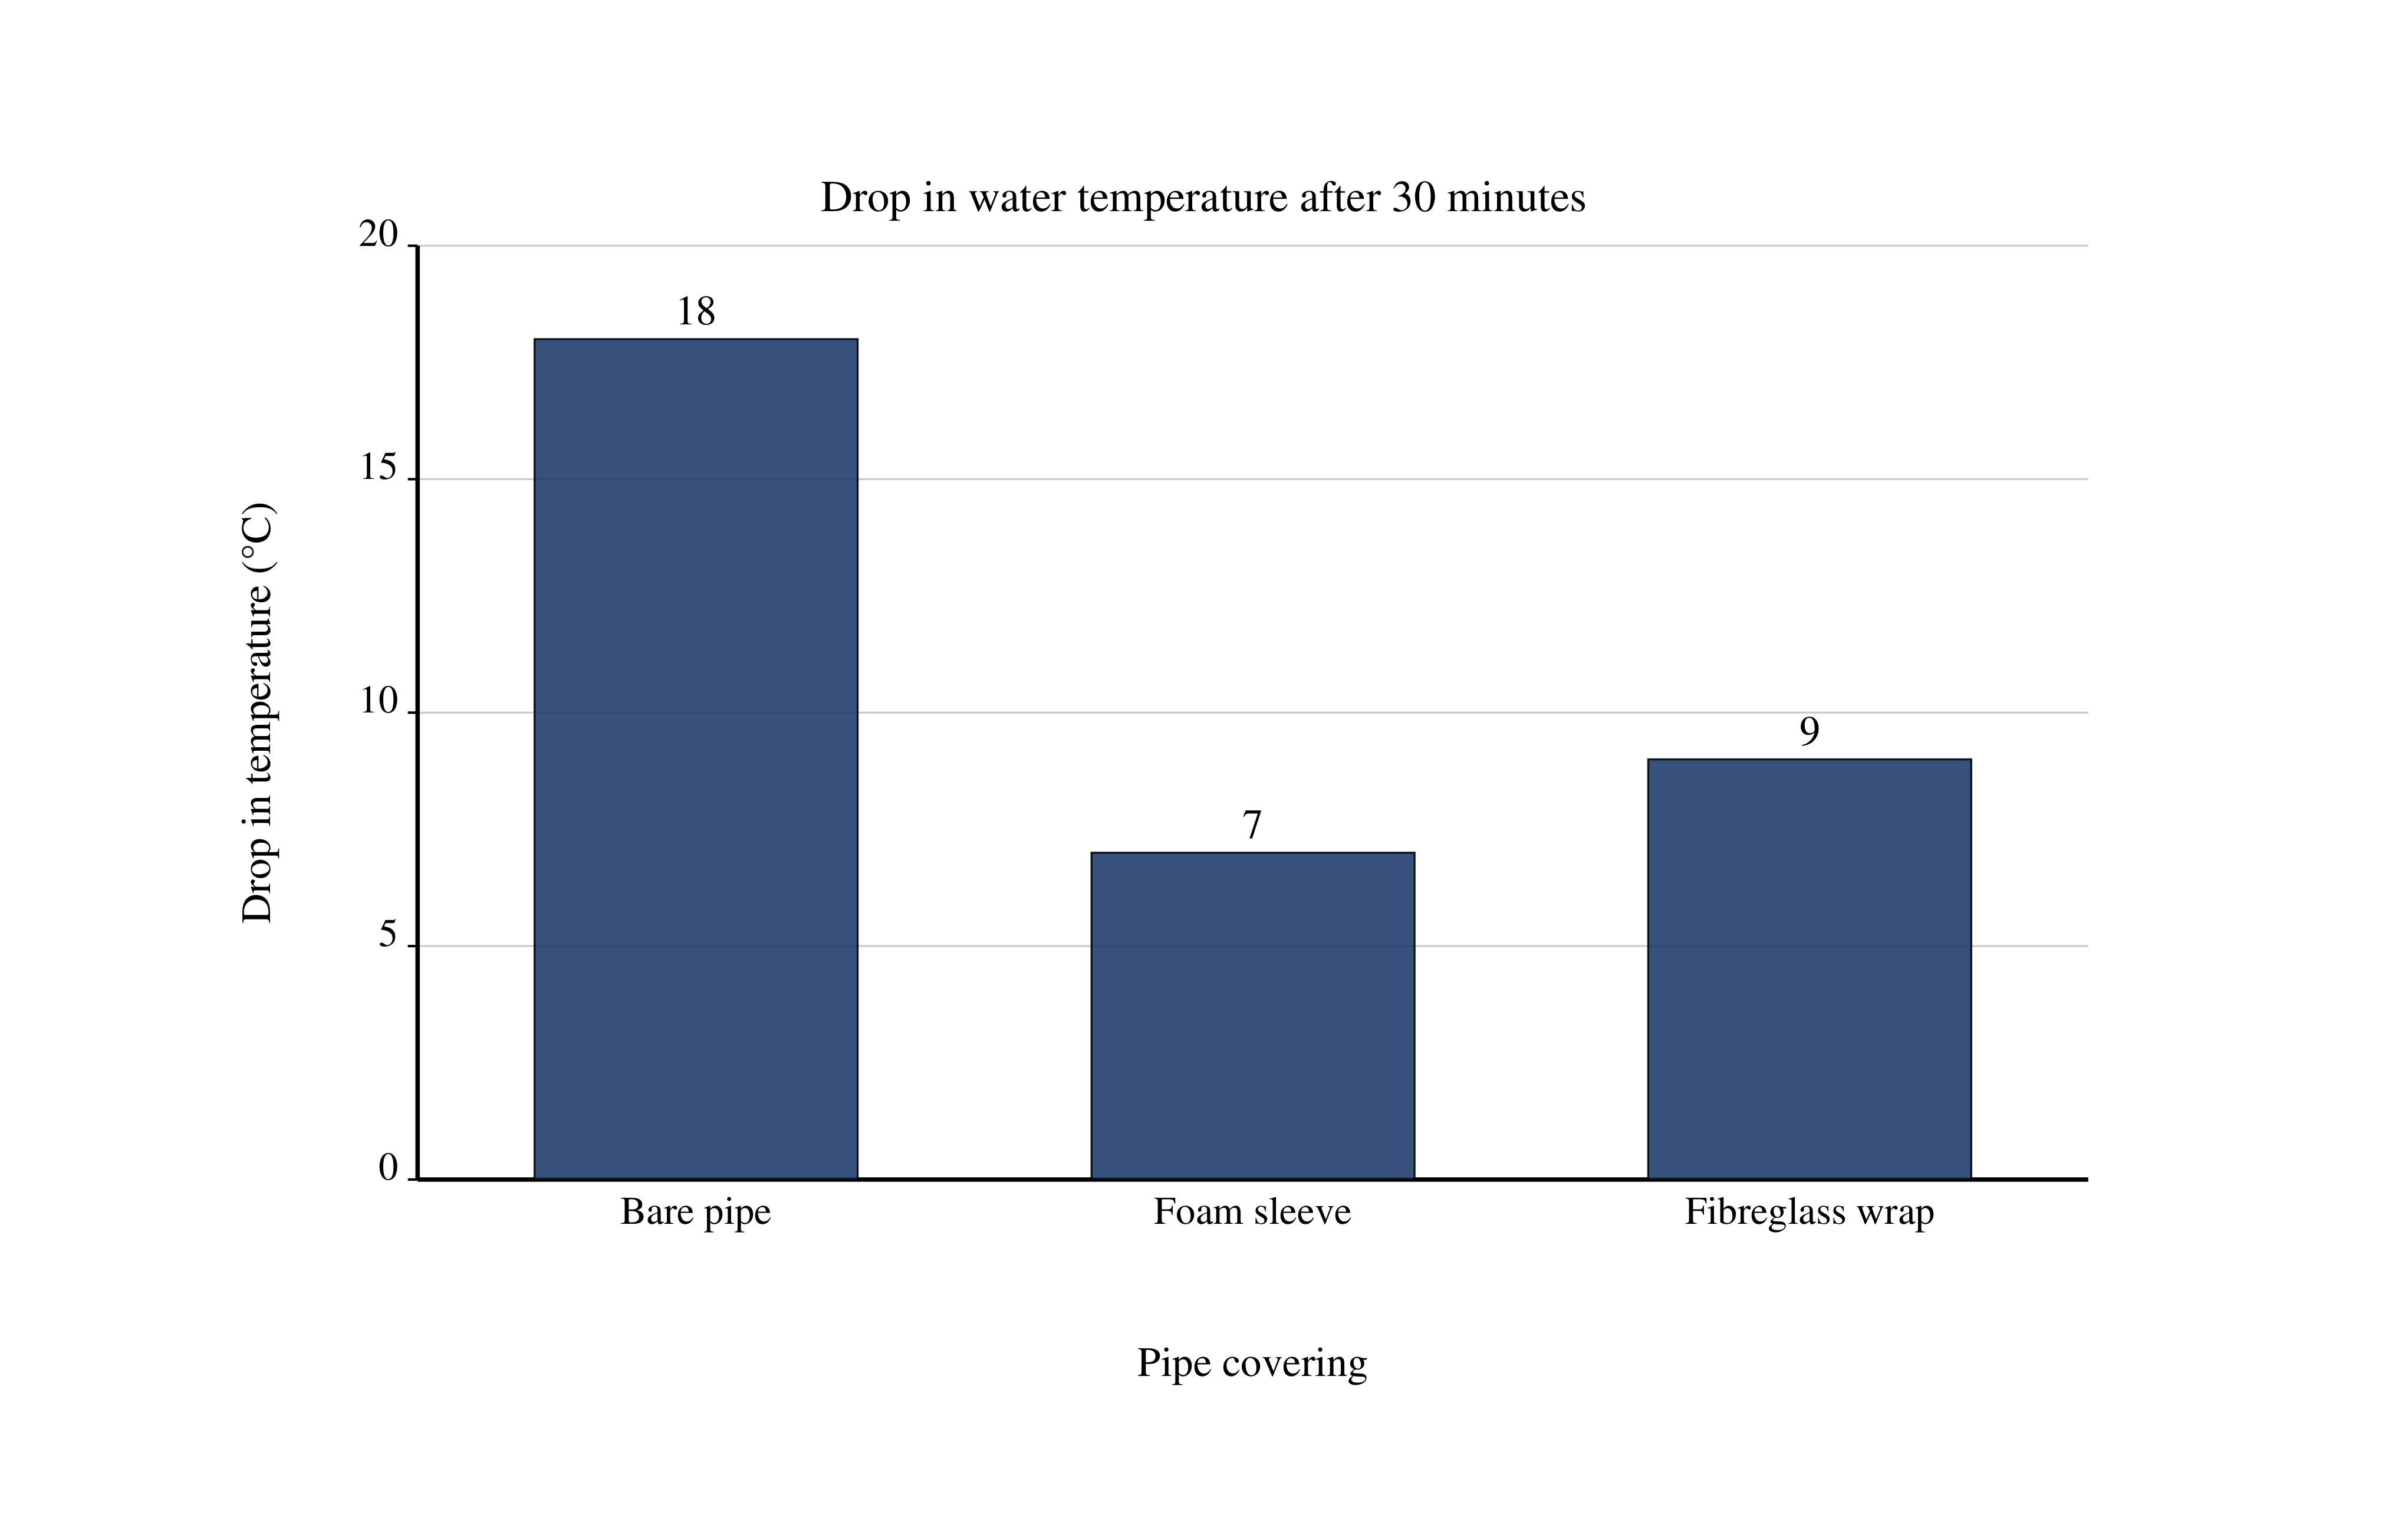 Drop in water temperature after 30 minutes
20
18
15
10
9
7
5
0
Drop in temperature (°C)
Bare pipe
Foam sleeve
Fibreglass wrap
Pipe covering